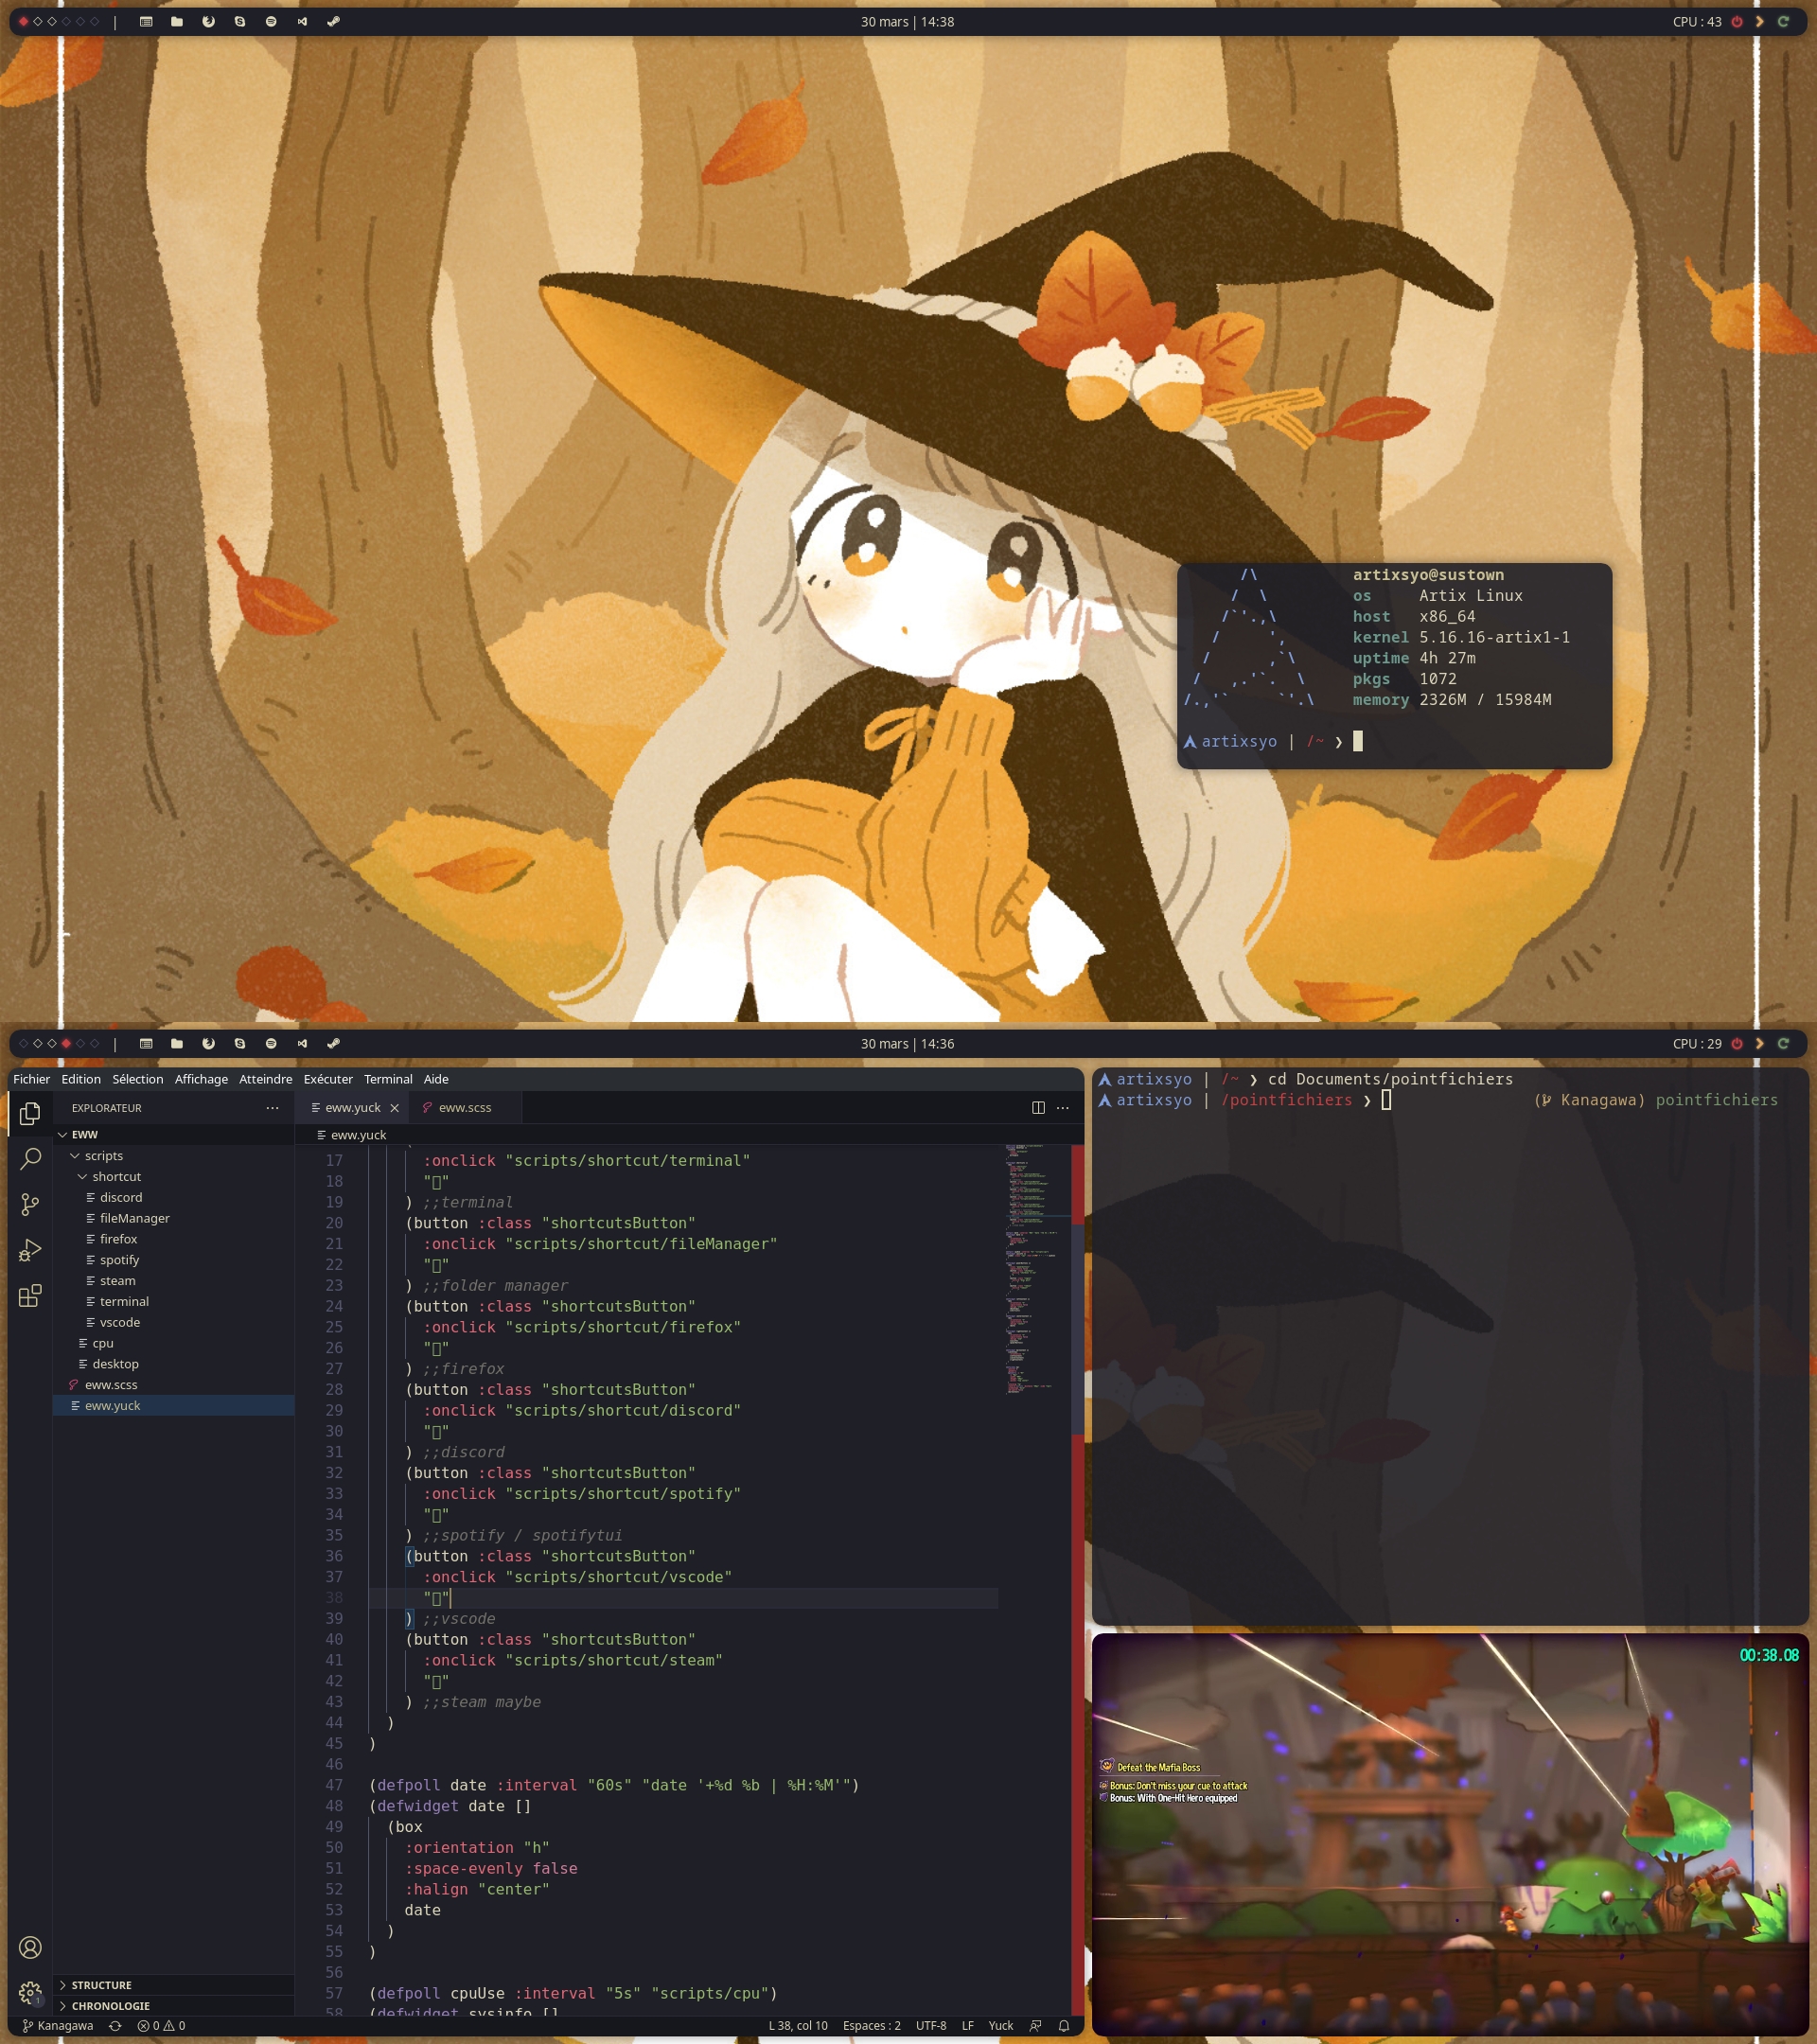 30 mars | 14:38
CPU : 43
artixsyo@sustown
os Artix Linux
host x86_64
kernel 5.16.16-artix1-1
uptime 4h 27m
pkgs 1072
memory 2326M / 15984M
artixsyo | /~ ❯
30 mars | 14:36
CPU : 29
Fichier Edition Sélection Affichage Atteindre Exécuter Terminal Aide
EXPLORATEUR
EWW
scripts
shortcut
discord
fileManager
firefox
spotify
steam
terminal
vscode
cpu
desktop
eww.scss
eww.yuck
STRUCTURE
CHRONOLOGIE
eww.yuck eww.scss
eww.yuck
17 :onclick "scripts/shortcut/terminal"
18 "▯"
19 ) ;;terminal
20 (button :class "shortcutsButton"
21 :onclick "scripts/shortcut/fileManager"
22 "▯"
23 ) ;;folder manager
24 (button :class "shortcutsButton"
25 :onclick "scripts/shortcut/firefox"
26 "▯"
27 ) ;;firefox
28 (button :class "shortcutsButton"
29 :onclick "scripts/shortcut/discord"
30 "▯"
31 ) ;;discord
32 (button :class "shortcutsButton"
33 :onclick "scripts/shortcut/spotify"
34 "▯"
35 ) ;;spotify / spotifytui
36 (button :class "shortcutsButton"
37 :onclick "scripts/shortcut/vscode"
38 "▯"
39 ) ;;vscode
40 (button :class "shortcutsButton"
41 :onclick "scripts/shortcut/steam"
42 "▯"
43 ) ;;steam maybe
44 )
45 )
46
47 (defpoll date :interval "60s" "date '+%d %b | %H:%M'")
48 (defwidget date []
49 (box
50 :orientation "h"
51 :space-evenly false
52 :halign "center"
53 date
54 )
55 )
56
57 (defpoll cpuUse :interval "5s" "scripts/cpu")
58 (defwidget sysinfo []
Kanagawa 0 0
L 38, col 10 Espaces : 2 UTF-8 LF Yuck
artixsyo | /~ ❯ cd Documents/pointfichiers
artixsyo | /pointfichiers ❯ ( Kanagawa) pointfichiers
00:38.08
Defeat the Mafia Boss
Bonus: Don't miss your cue to attack
Bonus: With One-Hit Hero equipped